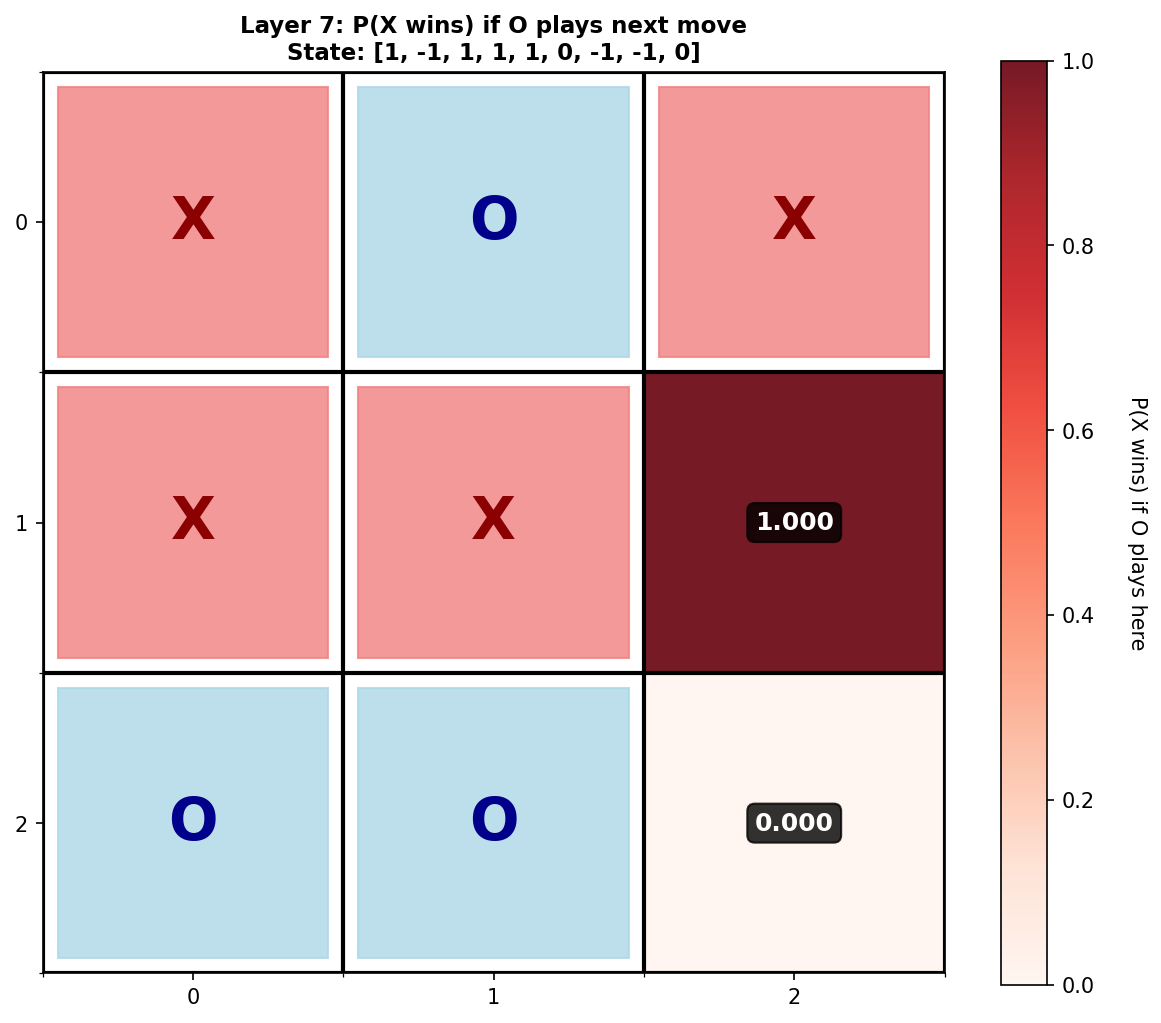 Layer 7: P(X wins) if O plays next move
State: [1, -1, 1, 1, 1, 0, -1, -1, 0]
X
O
X
X
X
1.000
O
O
0.000
0
1
2
0
1
2
1.0
0.8
0.6
0.4
0.2
0.0
P(X wins) if O plays here